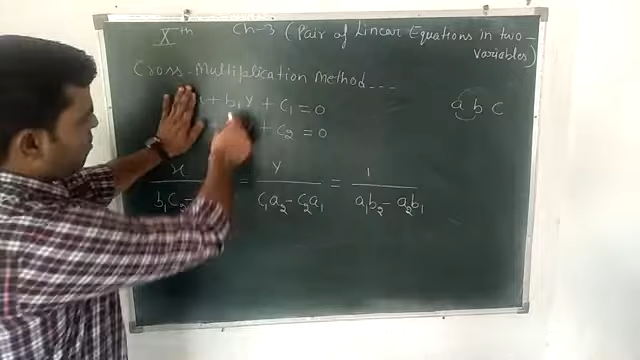 Xth Ch-3 (Pair of Linear Equations in two-
variables)
Cross-Multiplication Method ---
+ b₁y + c₁ = 0
+ c₂ = 0
a b c
x / b₁c₂- = y / c₁a₂ - c₂a₁ = 1 / a₁b₂ - a₂b₁